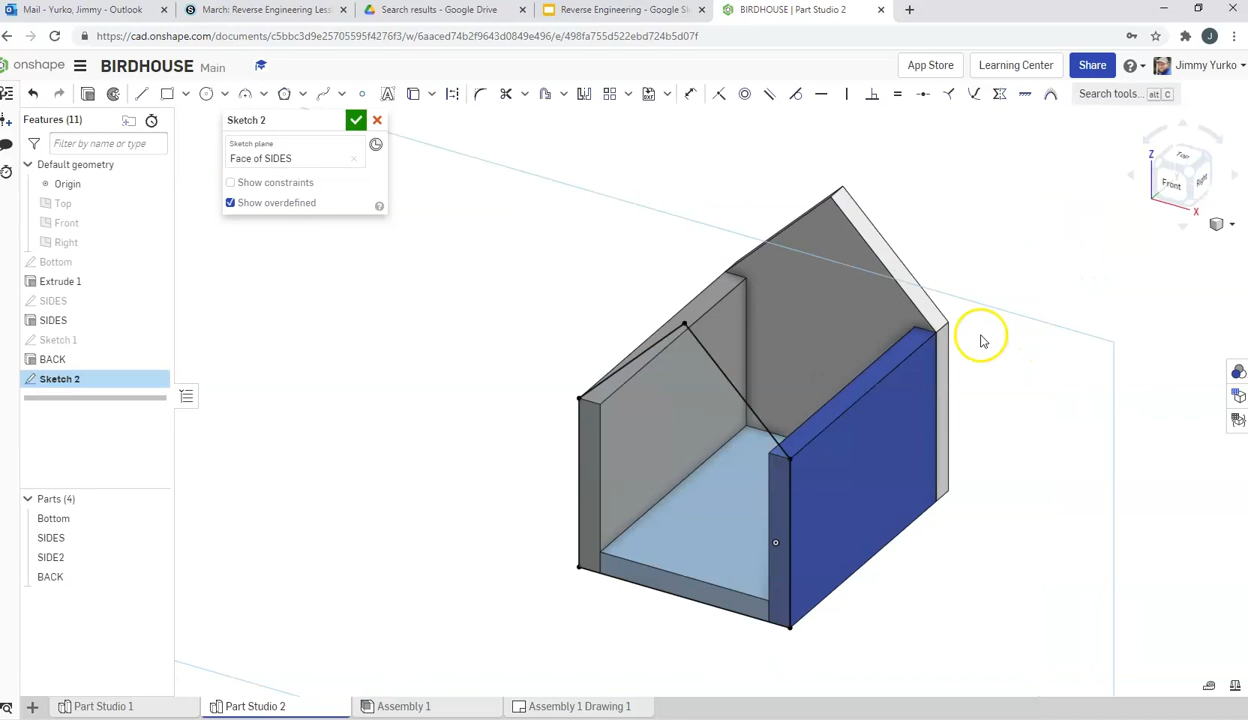 Mail - Yurko, Jimmy - Outlook
March: Reverse Engineering Less
Search results - Google Drive
Reverse Engineering - Google Sl
BIRDHOUSE | Part Studio 2
https://cad.onshape.com/documents/c5bbc3d9e25705595f4276f3/w/6aaced74b2f9643d0849e496/e/498fa755d522ebd724b5d07f
J
onshape
BIRDHOUSE Main
App Store
Learning Center
Share
Jimmy Yurko
Search tools... alt C
Features (11)
Filter by name or type
Default geometry
Origin
Top
Front
Right
Bottom
Extrude 1
SIDES
SIDES
Sketch 1
BACK
Sketch 2
Parts (4)
Bottom
SIDES
SIDE2
BACK
Sketch 2
Sketch plane
Face of SIDES
Show constraints
Show overdefined
Z
Top
Front
Right
X
Part Studio 1
Part Studio 2
Assembly 1
Assembly 1 Drawing 1